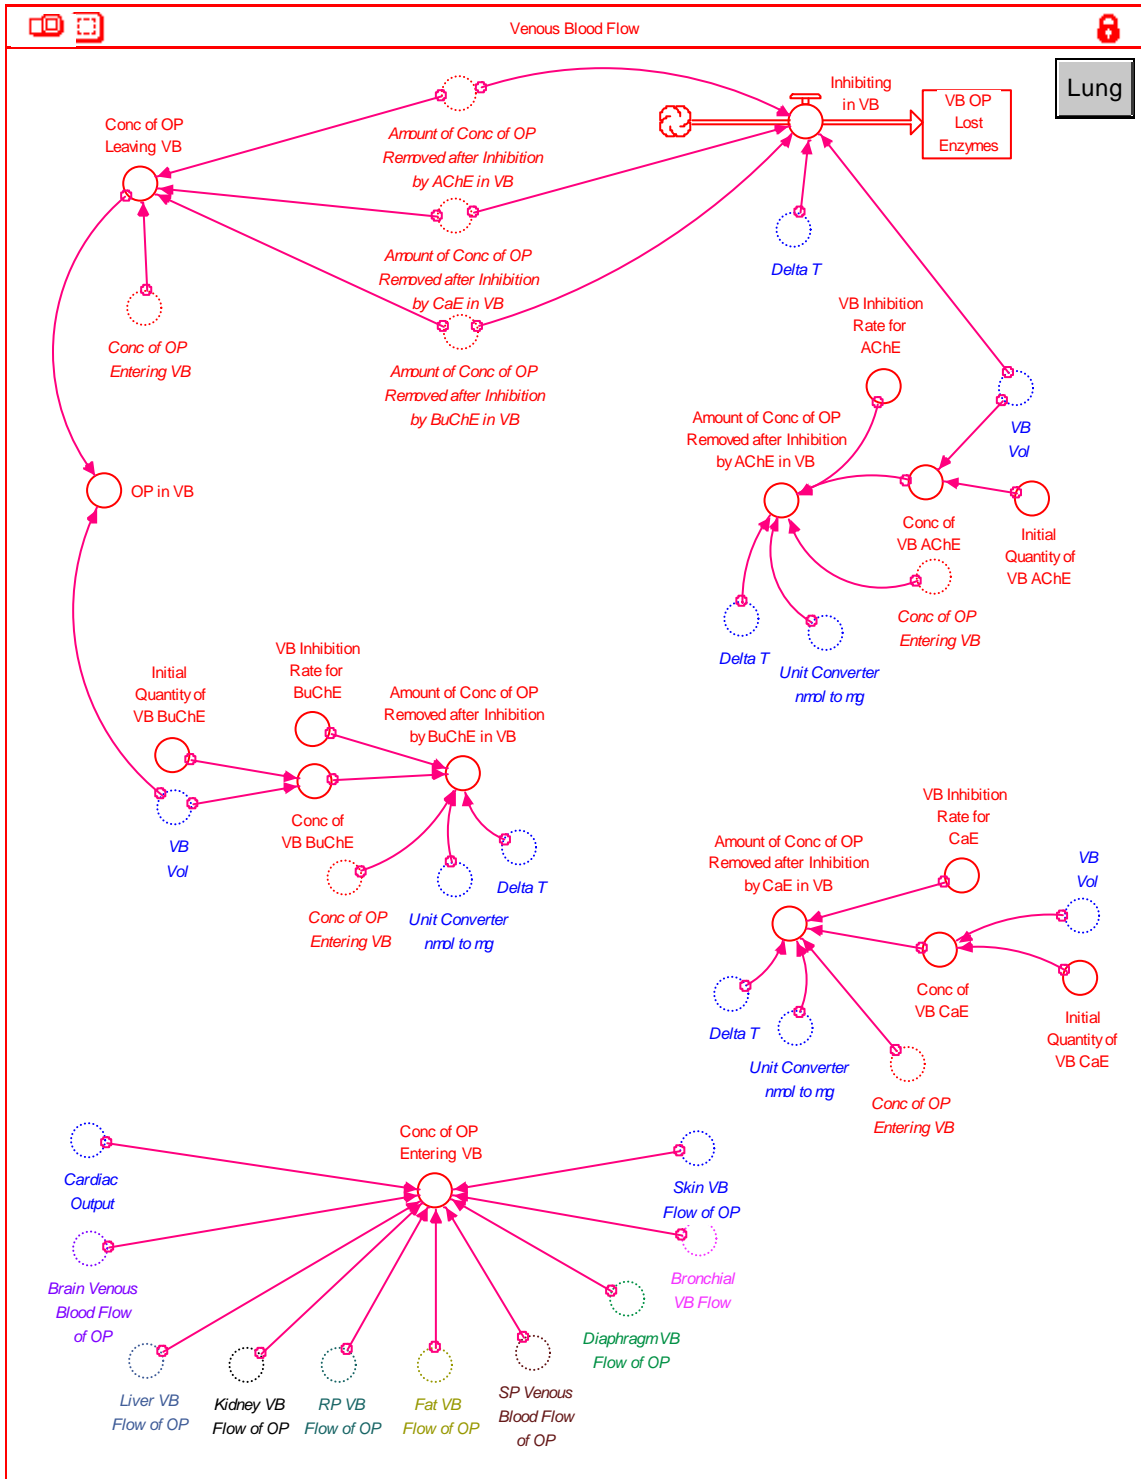 Venous Blood Flow
Lung
Inhibiting
in VB
VB OP
Lost
Enzymes
Conc of OP
Leaving VB
Amount of Conc of OP
Removed after Inhibition
by AChE in VB
Amount of Conc of OP
Removed after Inhibition
by CaE in VB
Delta T
Conc of OP
Entering VB
Amount of Conc of OP
Removed after Inhibition
by BuChE in VB
VB Inhibition
Rate for
AChE
VB
Vol
Amount of Conc of OP
Removed after Inhibition
by AChE in VB
OP in VB
Conc of
VB AChE
Initial
Quantity of
VB AChE
Conc of OP
Entering VB
Delta T
Unit Converter
nmol to mg
Initial
Quantity of
VB BuChE
VB Inhibition
Rate for
BuChE
Amount of Conc of OP
Removed after Inhibition
by BuChE in VB
VB
Vol
Conc of
VB BuChE
Conc of OP
Entering VB
Unit Converter
nmol to mg
Delta T
VB Inhibition
Rate for
CaE
Amount of Conc of OP
Removed after Inhibition
by CaE in VB
VB
Vol
Conc of
VB CaE
Initial
Quantity of
VB CaE
Delta T
Unit Converter
nmol to mg
Conc of OP
Entering VB
Conc of OP
Entering VB
Cardiac
Output
Skin VB
Flow of OP
Brain Venous
Blood Flow
of OP
Bronchial
VB Flow
Diaphragm VB
Flow of OP
Liver VB
Flow of OP
Kidney VB
Flow of OP
RP VB
Flow of OP
Fat VB
Flow of OP
SP Venous
Blood Flow
of OP